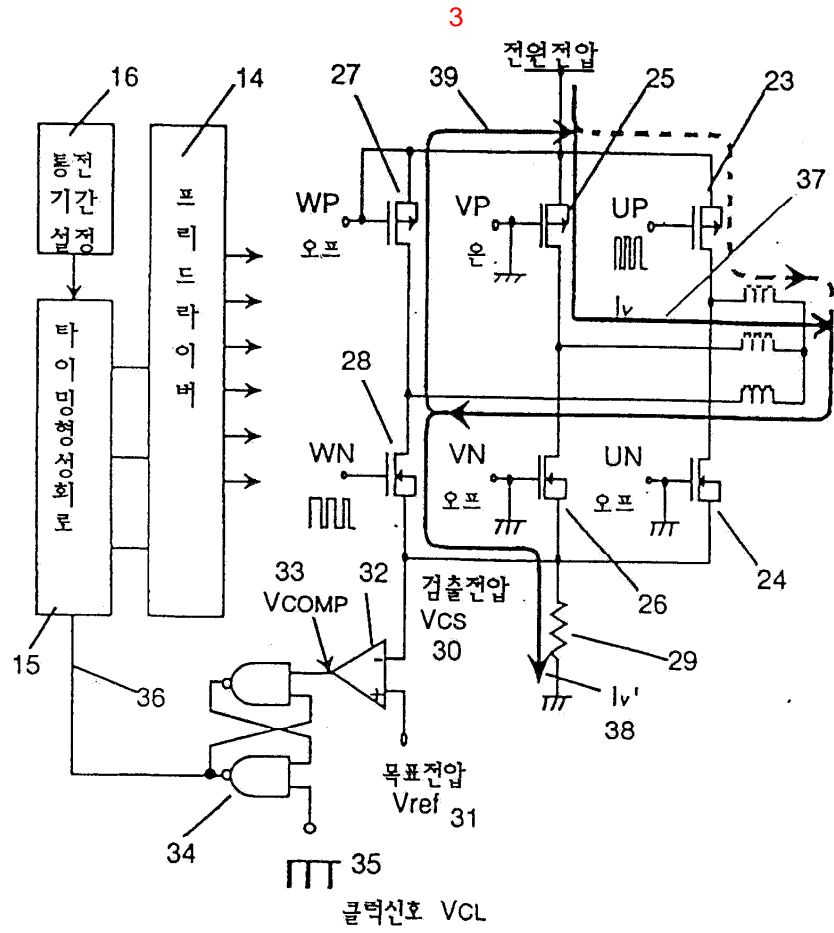 3
전원전압
16
14
27
39
25
23
통전
기간
설정
프리드라이버
WP
오프
VP
온
UP
37
Iv
타이밍형성회로
28
WN
VN
오프
UN
오프
33
VCOMP
32
검출전압
VCS
30
26
24
29
15
36
Iv'
38
목표전압
Vref
31
34
35
클럭신호 VCL